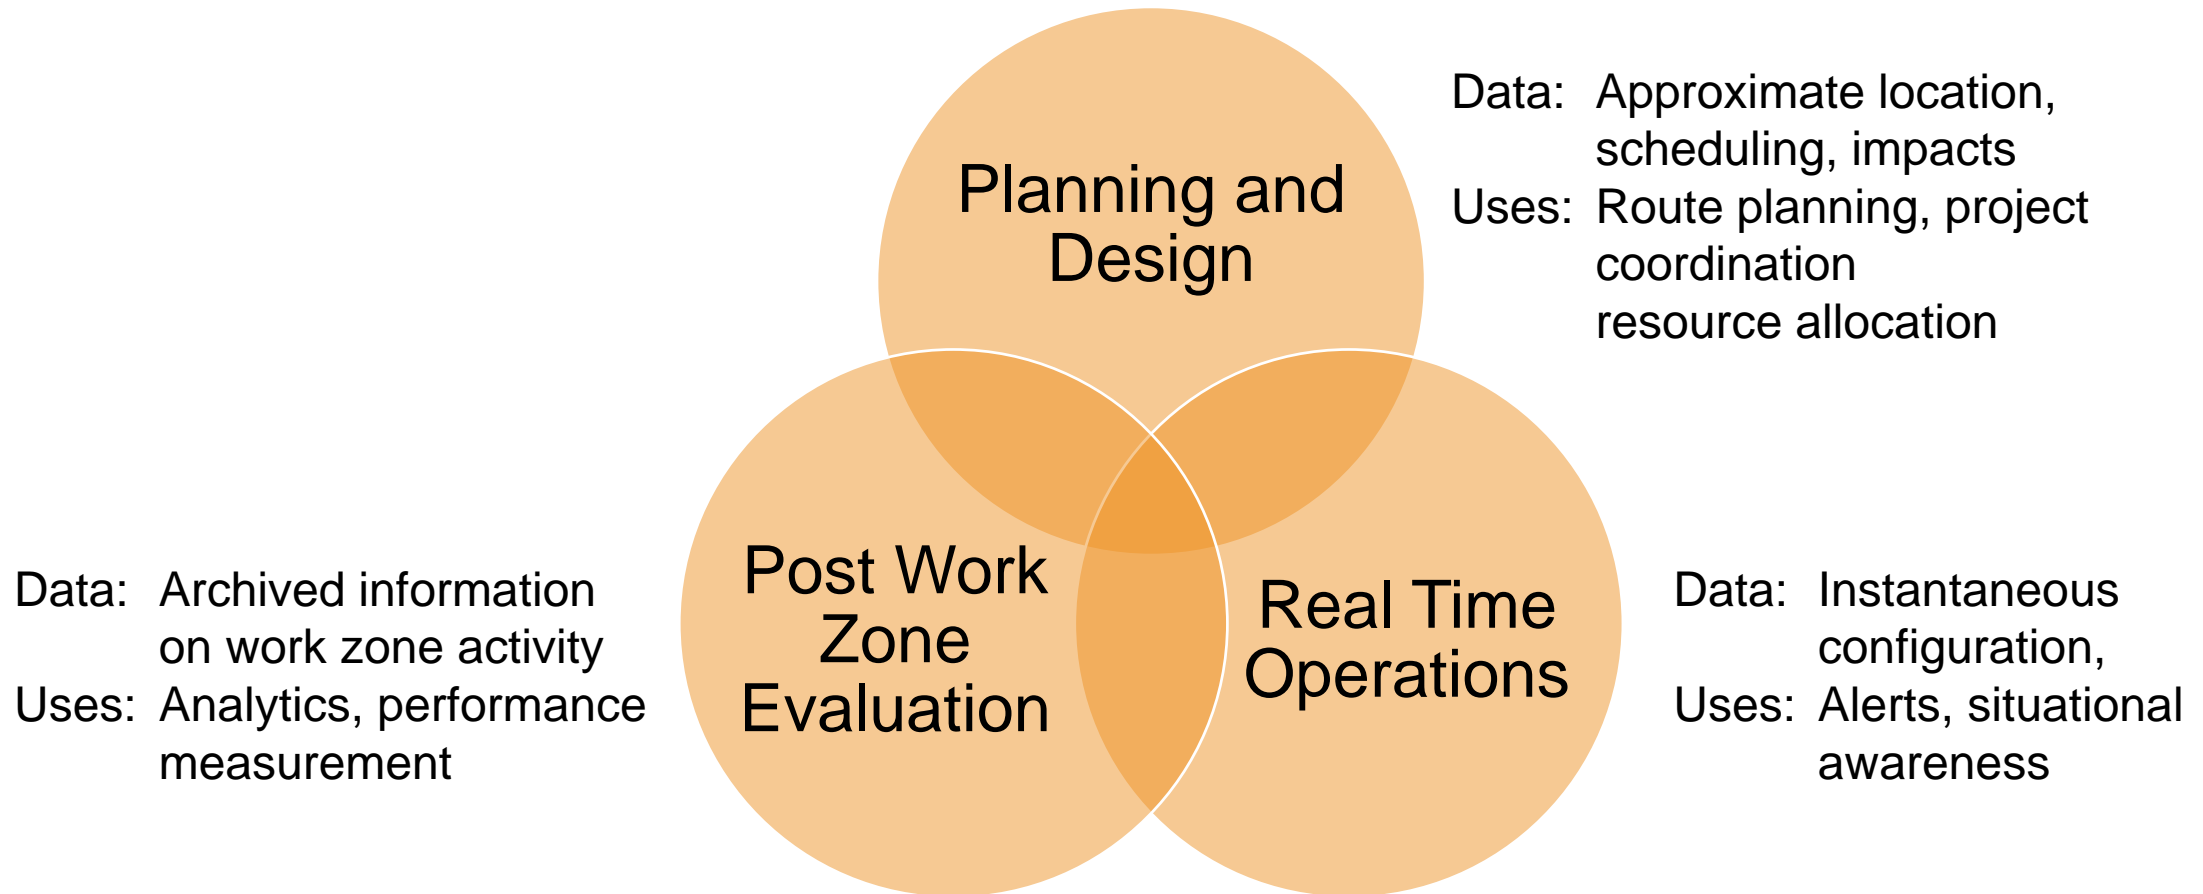 Planning and
Design
Data: Approximate location,
scheduling, impacts
Uses: Route planning, project
coordination
resource allocation
Post Work
Zone
Evaluation
Data: Archived information
on work zone activity
Uses: Analytics, performance
measurement
Real Time
Operations
Data: Instantaneous
configuration,
Uses: Alerts, situational
awareness